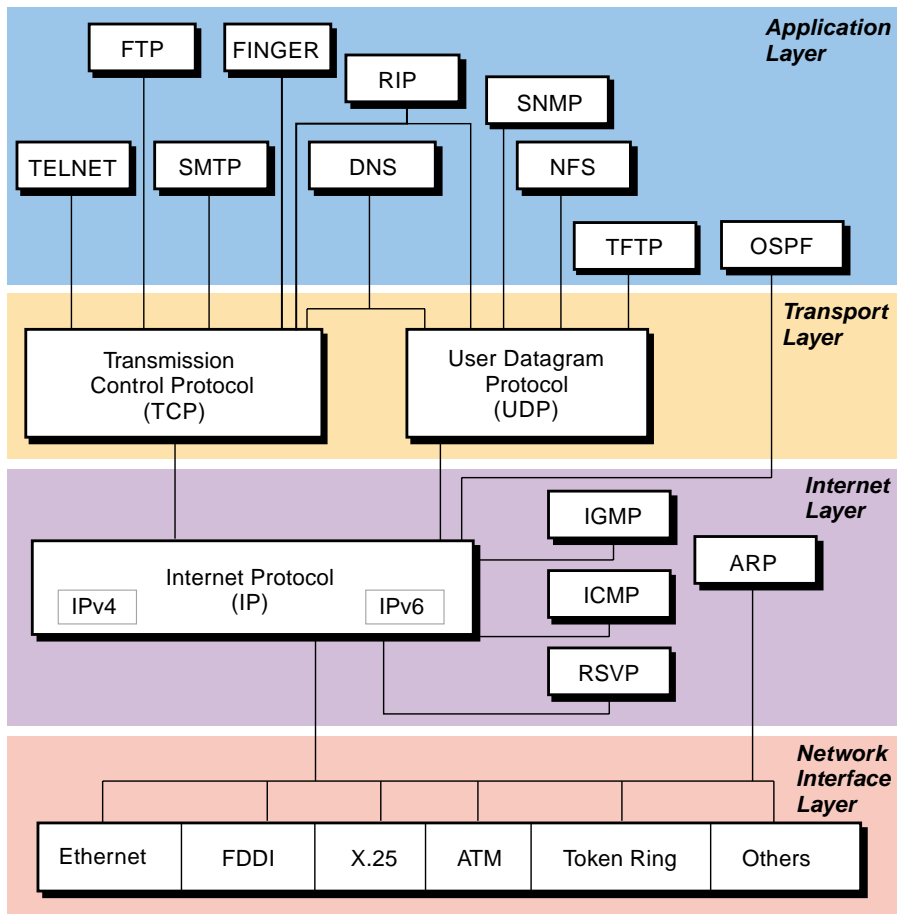 Application
Layer
FTP
FINGER
RIP
SNMP
TELNET
SMTP
DNS
NFS
TFTP
OSPF
Transport
Layer
Transmission
Control Protocol
(TCP)
User Datagram
Protocol
(UDP)
Internet
Layer
IGMP
ARP
Internet Protocol
(IP)
IPv4
IPv6
ICMP
RSVP
Network
Interface
Layer
Ethernet
FDDI
X.25
ATM
Token Ring
Others